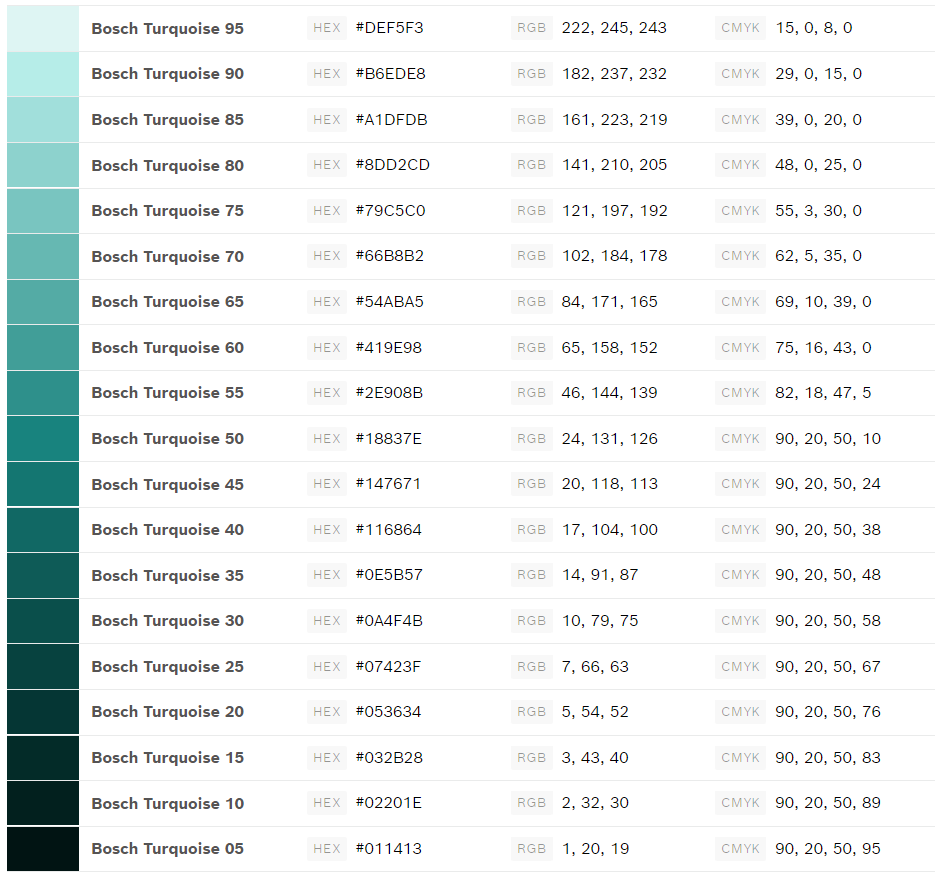 Bosch Turquoise 95 HEX #DEF5F3 RGB 222, 245, 243 CMYK 15, 0, 8, 0
Bosch Turquoise 90 HEX #B6EDE8 RGB 182, 237, 232 CMYK 29, 0, 15, 0
Bosch Turquoise 85 HEX #A1DFDB RGB 161, 223, 219 CMYK 39, 0, 20, 0
Bosch Turquoise 80 HEX #8DD2CD RGB 141, 210, 205 CMYK 48, 0, 25, 0
Bosch Turquoise 75 HEX #79C5C0 RGB 121, 197, 192 CMYK 55, 3, 30, 0
Bosch Turquoise 70 HEX #66B8B2 RGB 102, 184, 178 CMYK 62, 5, 35, 0
Bosch Turquoise 65 HEX #54ABA5 RGB 84, 171, 165 CMYK 69, 10, 39, 0
Bosch Turquoise 60 HEX #419E98 RGB 65, 158, 152 CMYK 75, 16, 43, 0
Bosch Turquoise 55 HEX #2E908B RGB 46, 144, 139 CMYK 82, 18, 47, 5
Bosch Turquoise 50 HEX #18837E RGB 24, 131, 126 CMYK 90, 20, 50, 10
Bosch Turquoise 45 HEX #147671 RGB 20, 118, 113 CMYK 90, 20, 50, 24
Bosch Turquoise 40 HEX #116864 RGB 17, 104, 100 CMYK 90, 20, 50, 38
Bosch Turquoise 35 HEX #0E5B57 RGB 14, 91, 87 CMYK 90, 20, 50, 48
Bosch Turquoise 30 HEX #0A4F4B RGB 10, 79, 75 CMYK 90, 20, 50, 58
Bosch Turquoise 25 HEX #07423F RGB 7, 66, 63 CMYK 90, 20, 50, 67
Bosch Turquoise 20 HEX #053634 RGB 5, 54, 52 CMYK 90, 20, 50, 76
Bosch Turquoise 15 HEX #032B28 RGB 3, 43, 40 CMYK 90, 20, 50, 83
Bosch Turquoise 10 HEX #02201E RGB 2, 32, 30 CMYK 90, 20, 50, 89
Bosch Turquoise 05 HEX #011413 RGB 1, 20, 19 CMYK 90, 20, 50, 95